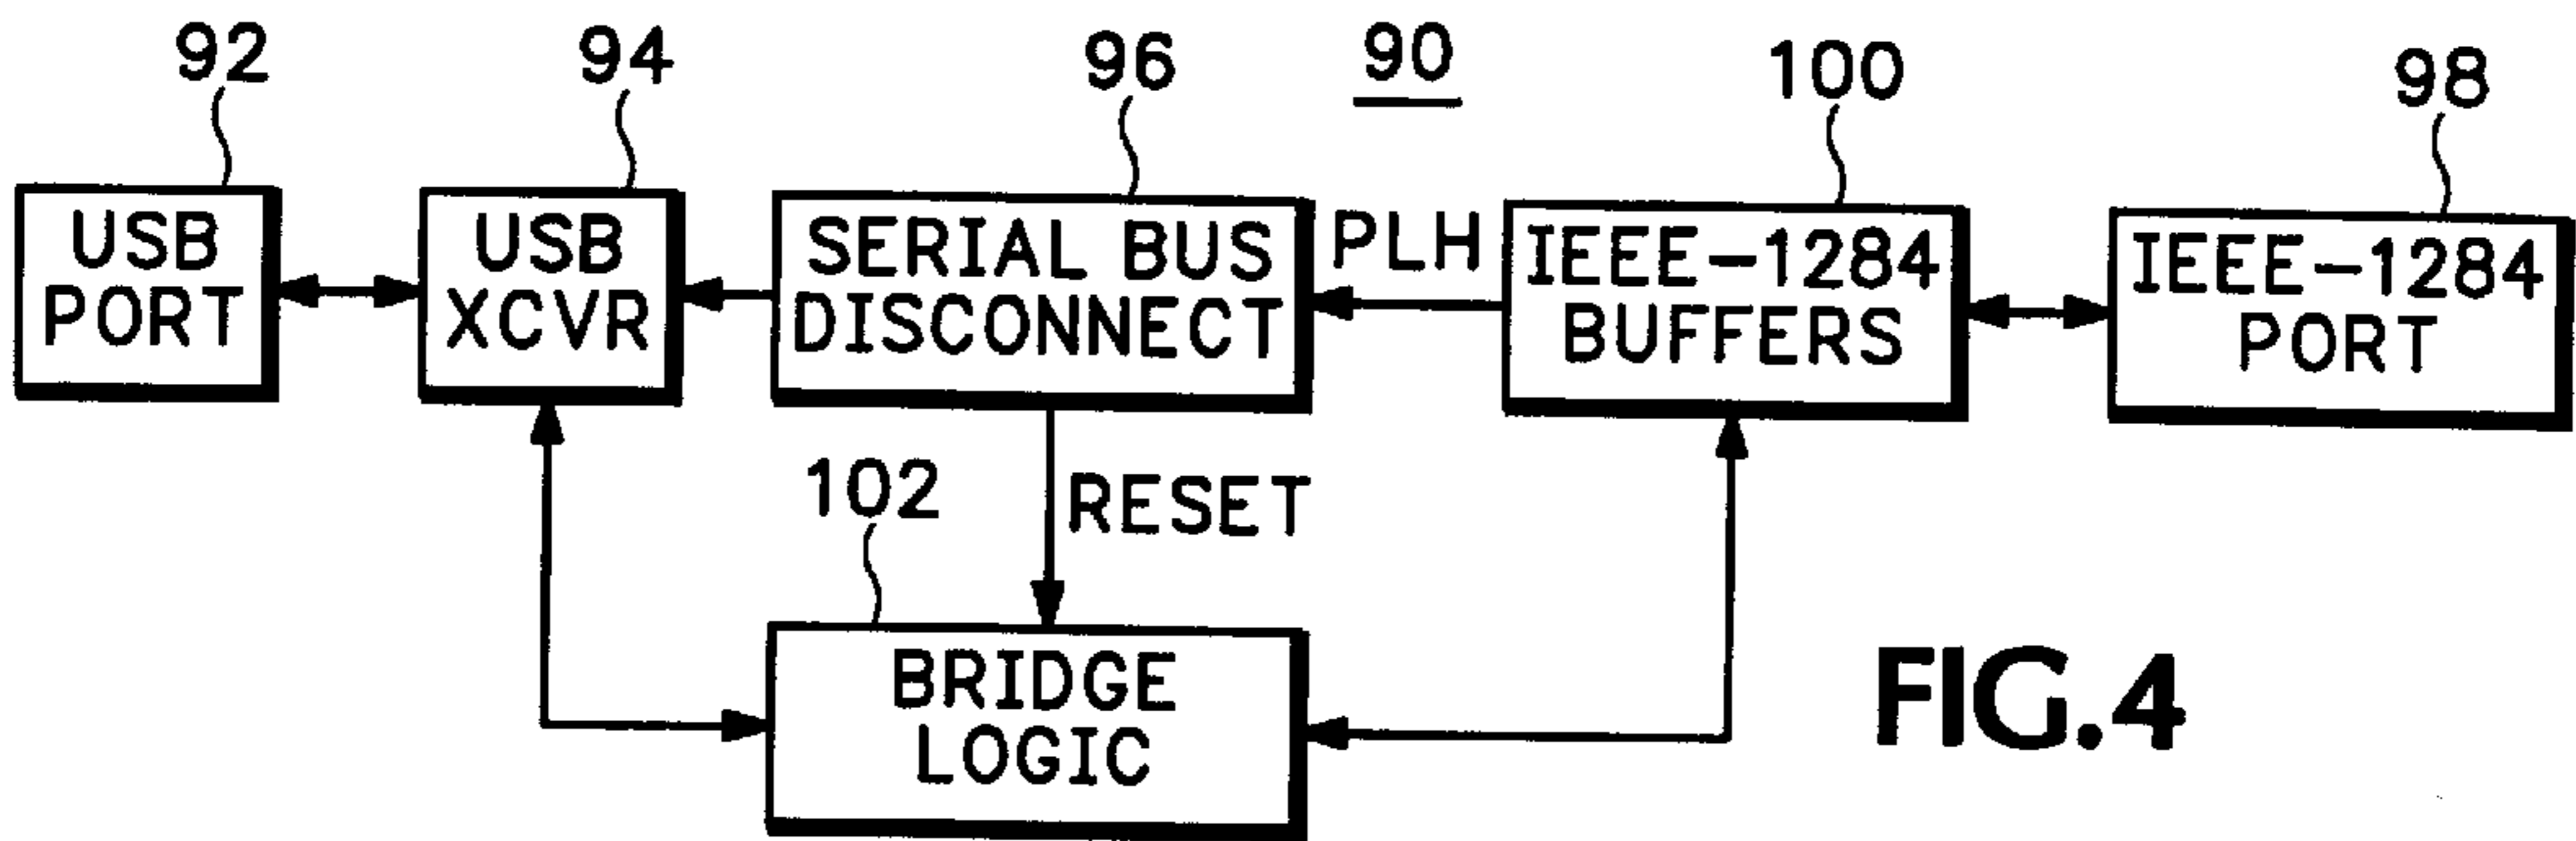 92
94
96
90
100
98
USB
PORT
USB
XCVR
SERIAL BUS
DISCONNECT
PLH
IEEE-1284
BUFFERS
IEEE-1284
PORT
102
RESET
BRIDGE
LOGIC
FIG.4